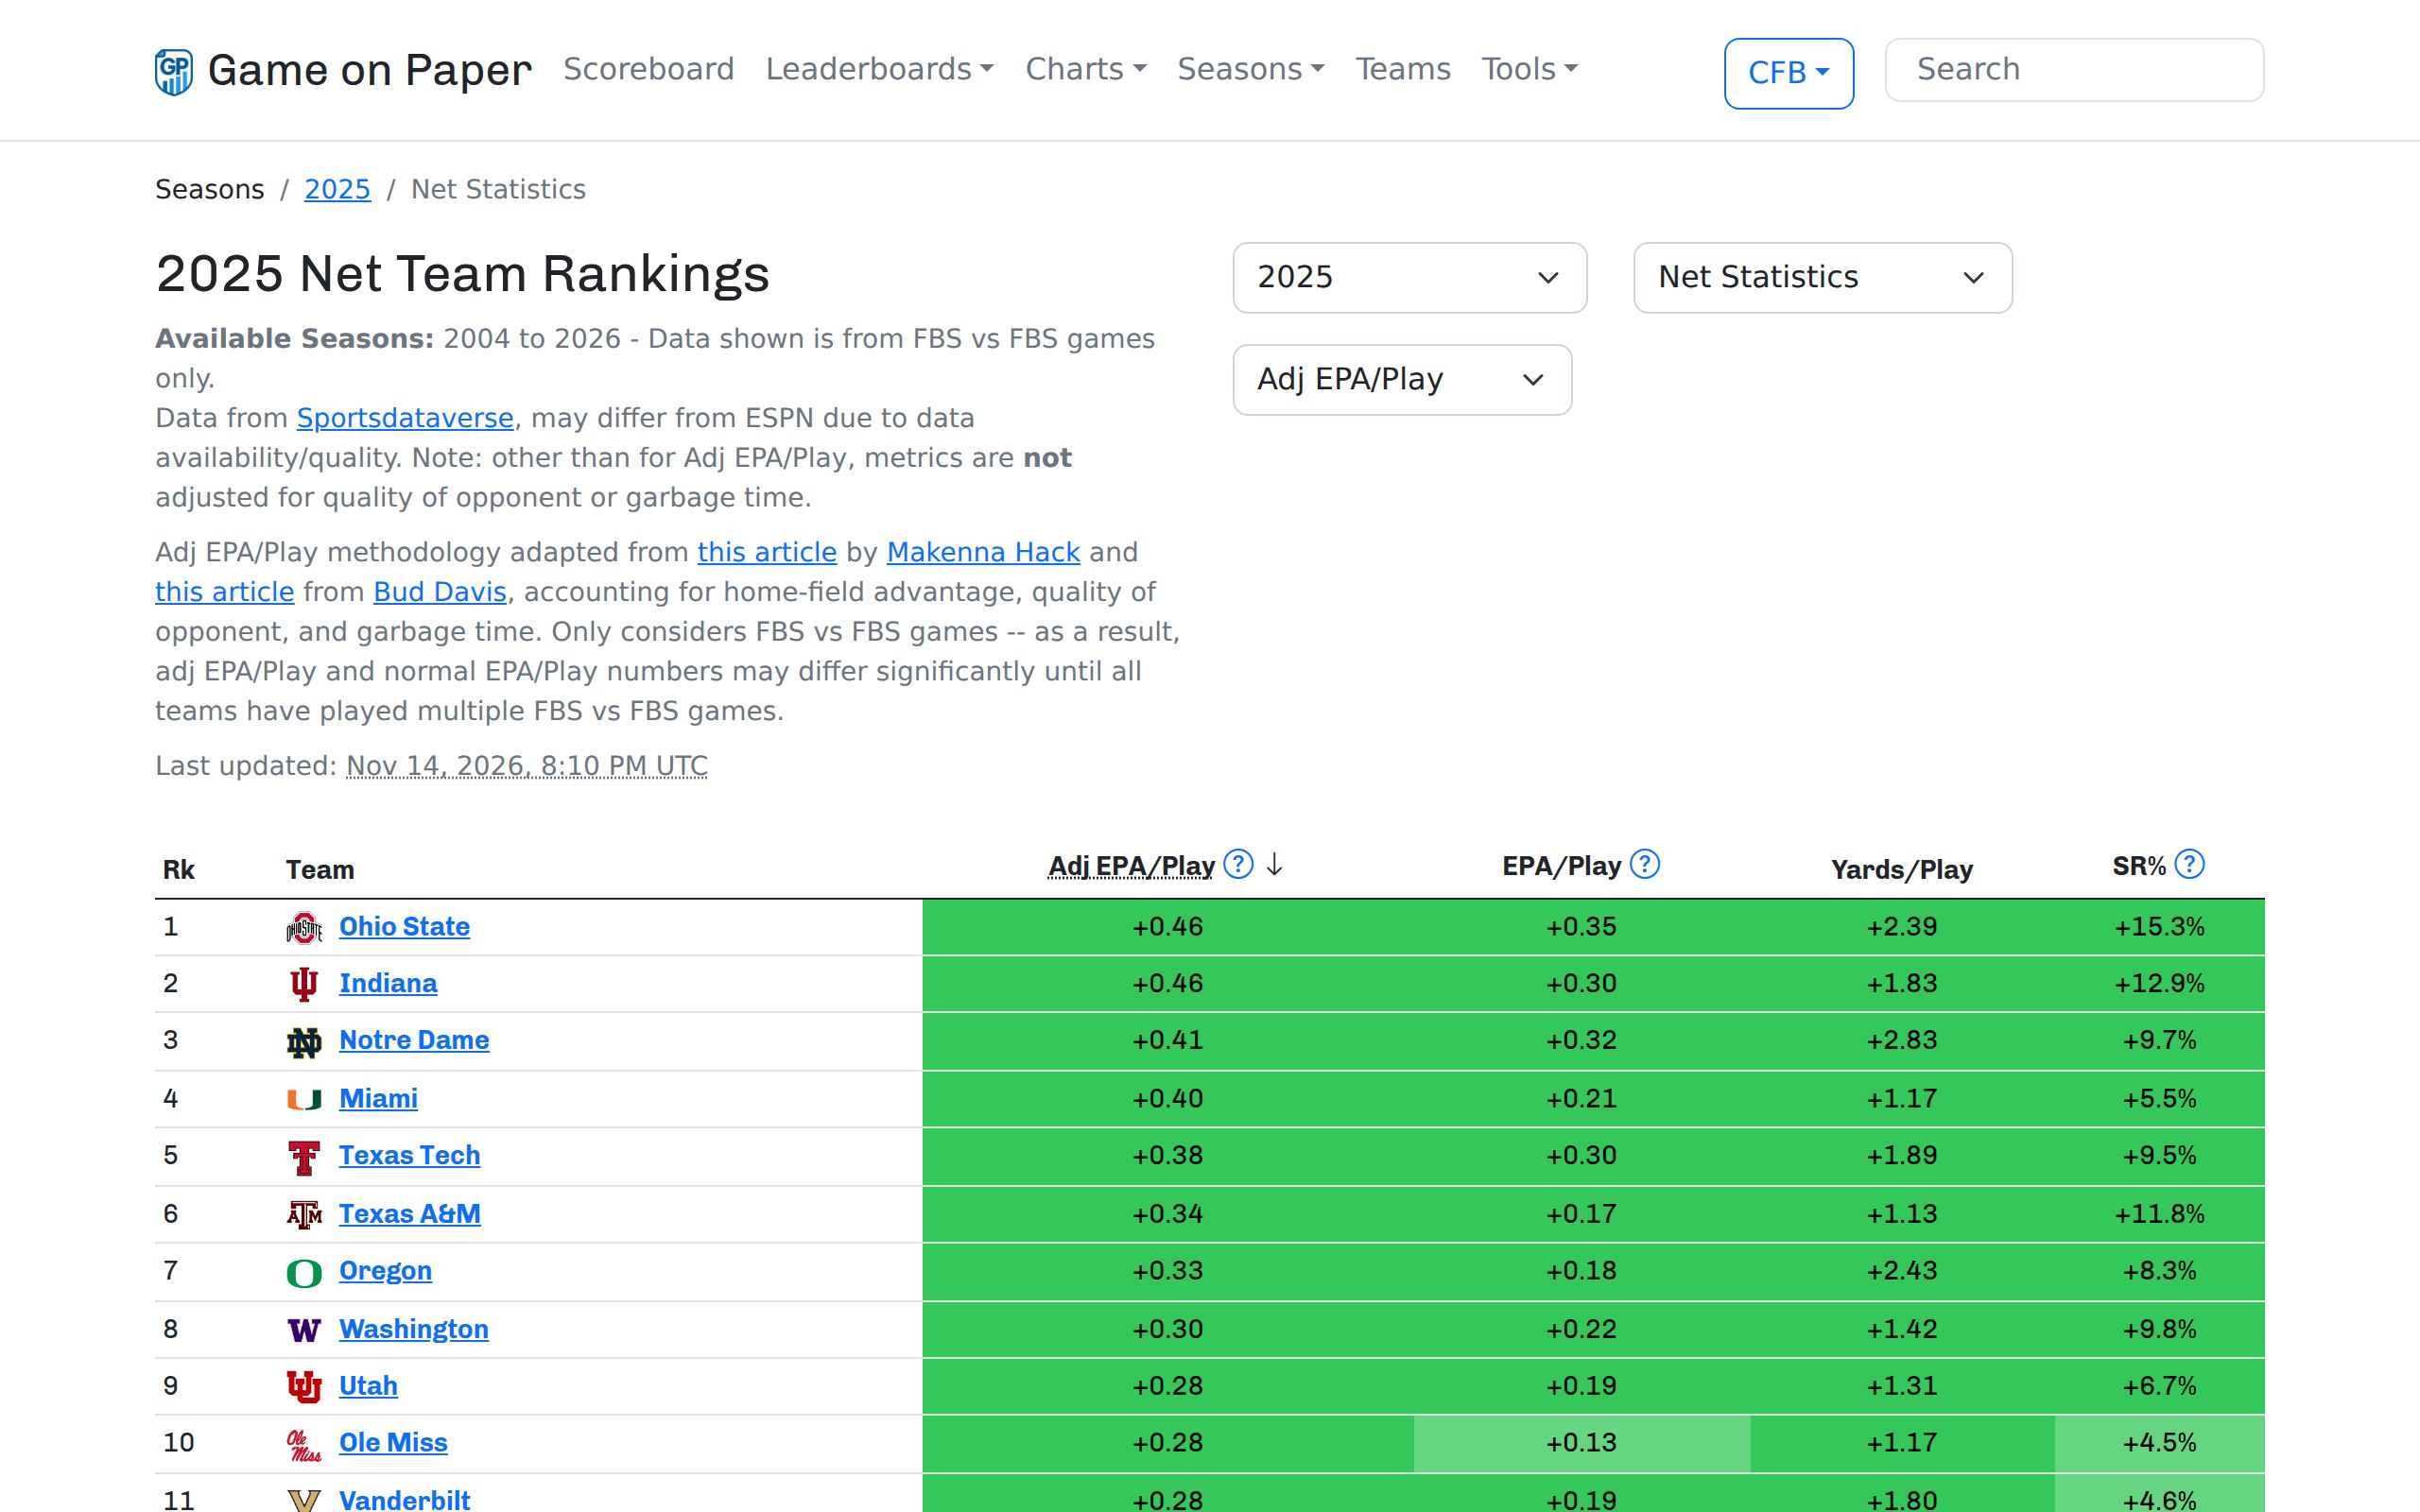 GP Game on Paper Scoreboard Leaderboards Charts Seasons Teams Tools CFB Search
Seasons / 2025 / Net Statistics
2025 Net Team Rankings
2025 Net Statistics
Available Seasons: 2004 to 2026 - Data shown is from FBS vs FBS games
only.
Adj EPA/Play
Data from Sportsdataverse, may differ from ESPN due to data
availability/quality. Note: other than for Adj EPA/Play, metrics are not
adjusted for quality of opponent or garbage time.
Adj EPA/Play methodology adapted from this article by Makenna Hack and
this article from Bud Davis, accounting for home-field advantage, quality of
opponent, and garbage time. Only considers FBS vs FBS games -- as a result,
adj EPA/Play and normal EPA/Play numbers may differ significantly until all
teams have played multiple FBS vs FBS games.
Last updated: Nov 14, 2026, 8:10 PM UTC
Rk Team Adj EPA/Play ? ↓ EPA/Play ? Yards/Play SR% ?
1 OHIO STATE Ohio State +0.46 +0.35 +2.39 +15.3%
2 Indiana +0.46 +0.30 +1.83 +12.9%
3 ND Notre Dame +0.41 +0.32 +2.83 +9.7%
4 U Miami +0.40 +0.21 +1.17 +5.5%
5 T Texas Tech +0.38 +0.30 +1.89 +9.5%
6 ATM Texas A&M +0.34 +0.17 +1.13 +11.8%
7 O Oregon +0.33 +0.18 +2.43 +8.3%
8 W Washington +0.30 +0.22 +1.42 +9.8%
9 UU Utah +0.28 +0.19 +1.31 +6.7%
10 Ole Miss Ole Miss +0.28 +0.13 +1.17 +4.5%
11 V Vanderbilt +0.28 +0.19 +1.80 +4.6%